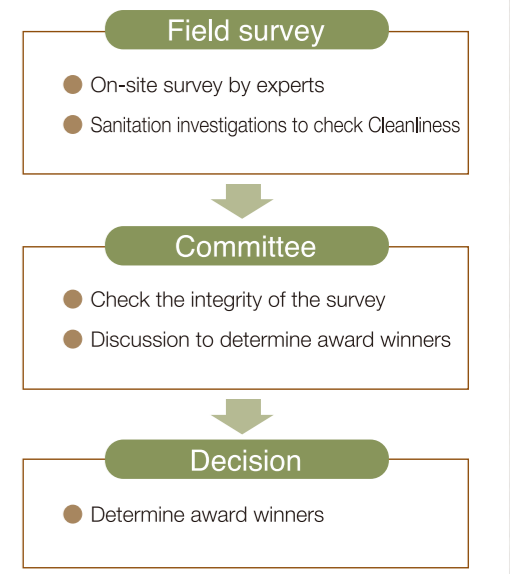 Field survey
On-site survey by experts
Sanitation investigations to check Cleanliness
Committee
Check the integrity of the survey
Discussion to determine award winners
Decision
Determine award winners